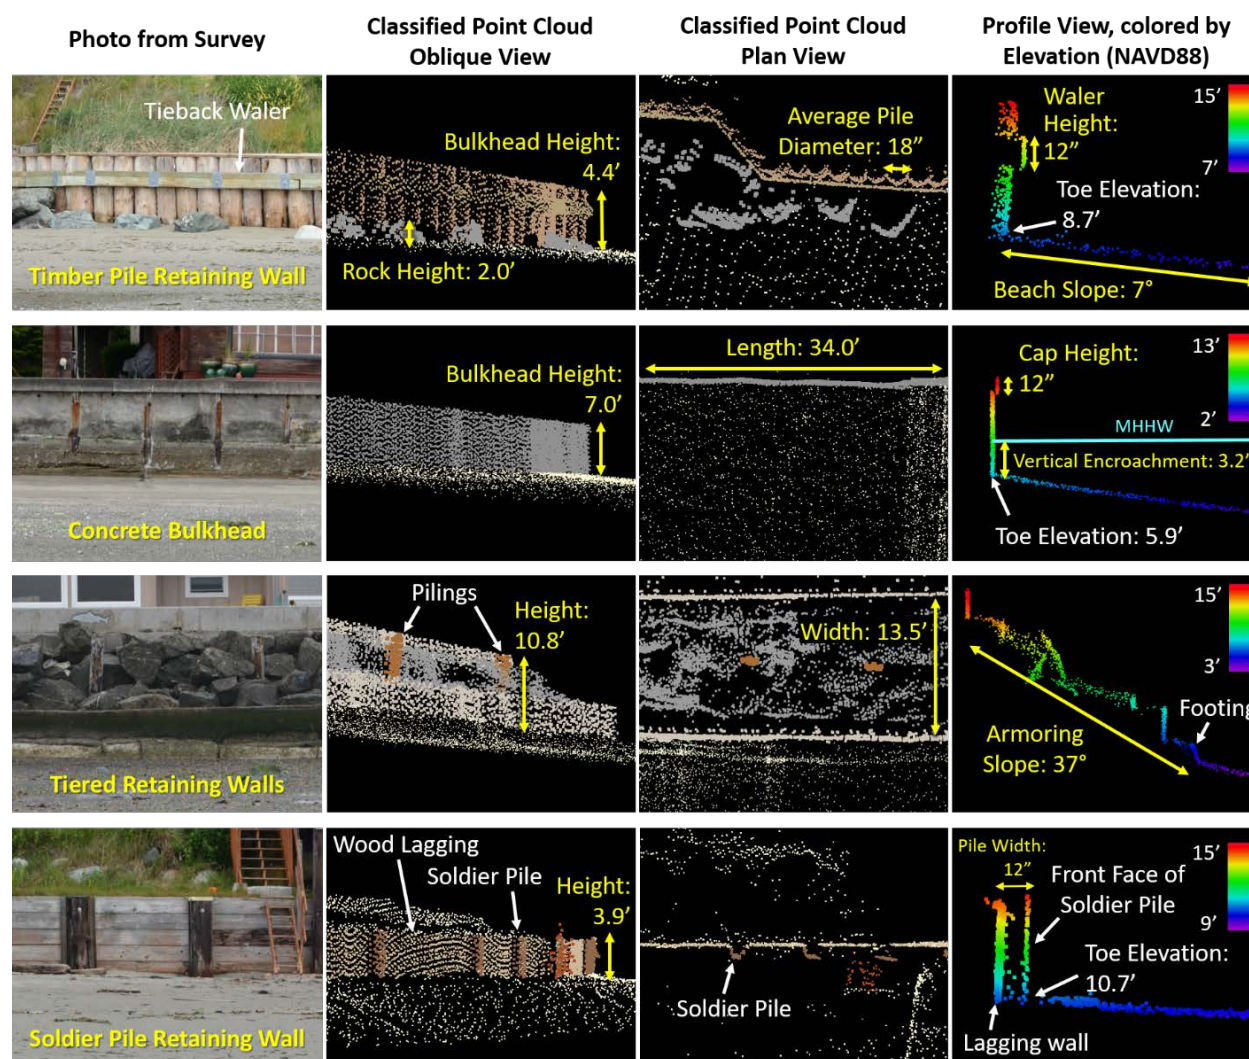 Photo from Survey
Classified Point Cloud
Oblique View
Classified Point Cloud
Plan View
Profile View, colored by
Elevation (NAVD88)
Tieback Waler
Timber Pile Retaining Wall
Bulkhead Height:
4.4’
Rock Height: 2.0’
Average Pile
Diameter: 18”
Waler
Height:
12”
15’
7’
Toe Elevation:
8.7’
Beach Slope: 7°
Concrete Bulkhead
Bulkhead Height:
7.0’
Length: 34.0’
Cap Height:
12”
13’
2’
MHHW
Vertical Encroachment: 3.2’
Toe Elevation: 5.9’
Tiered Retaining Walls
Pilings
Height:
10.8’
Width: 13.5’
15’
3’
Footing
Armoring
Slope: 37°
Soldier Pile Retaining Wall
Wood Lagging
Soldier Pile
Height:
3.9’
Soldier Pile
Pile Width:
12”
15’
9’
Front Face of
Soldier Pile
Toe Elevation:
10.7’
Lagging wall